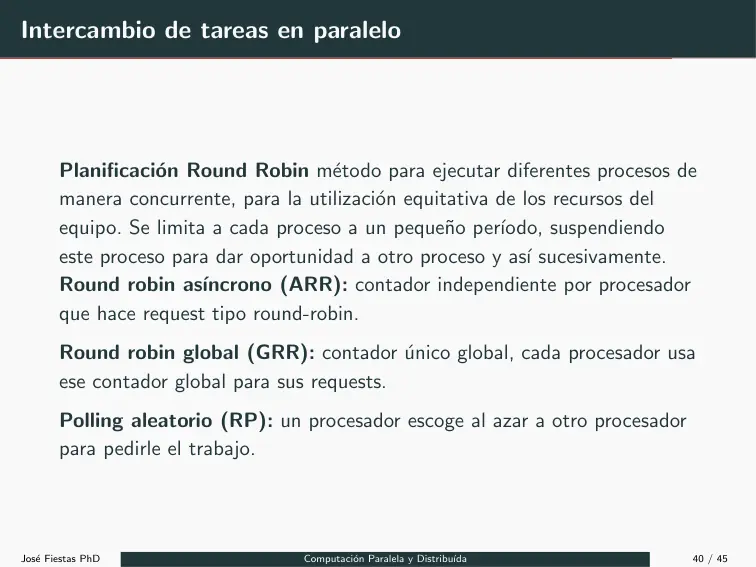 Intercambio de tareas en paralelo
Planificación Round Robin método para ejecutar diferentes procesos de
manera concurrente, para la utilización equitativa de los recursos del
equipo. Se limita a cada proceso a un pequeño período, suspendiendo
este proceso para dar oportunidad a otro proceso y así sucesivamente.
Round robin asíncrono (ARR): contador independiente por procesador
que hace request tipo round-robin.
Round robin global (GRR): contador único global, cada procesador usa
ese contador global para sus requests.
Polling aleatorio (RP): un procesador escoge al azar a otro procesador
para pedirle el trabajo.
José Fiestas PhD
Computación Paralela y Distribuída
40 / 45